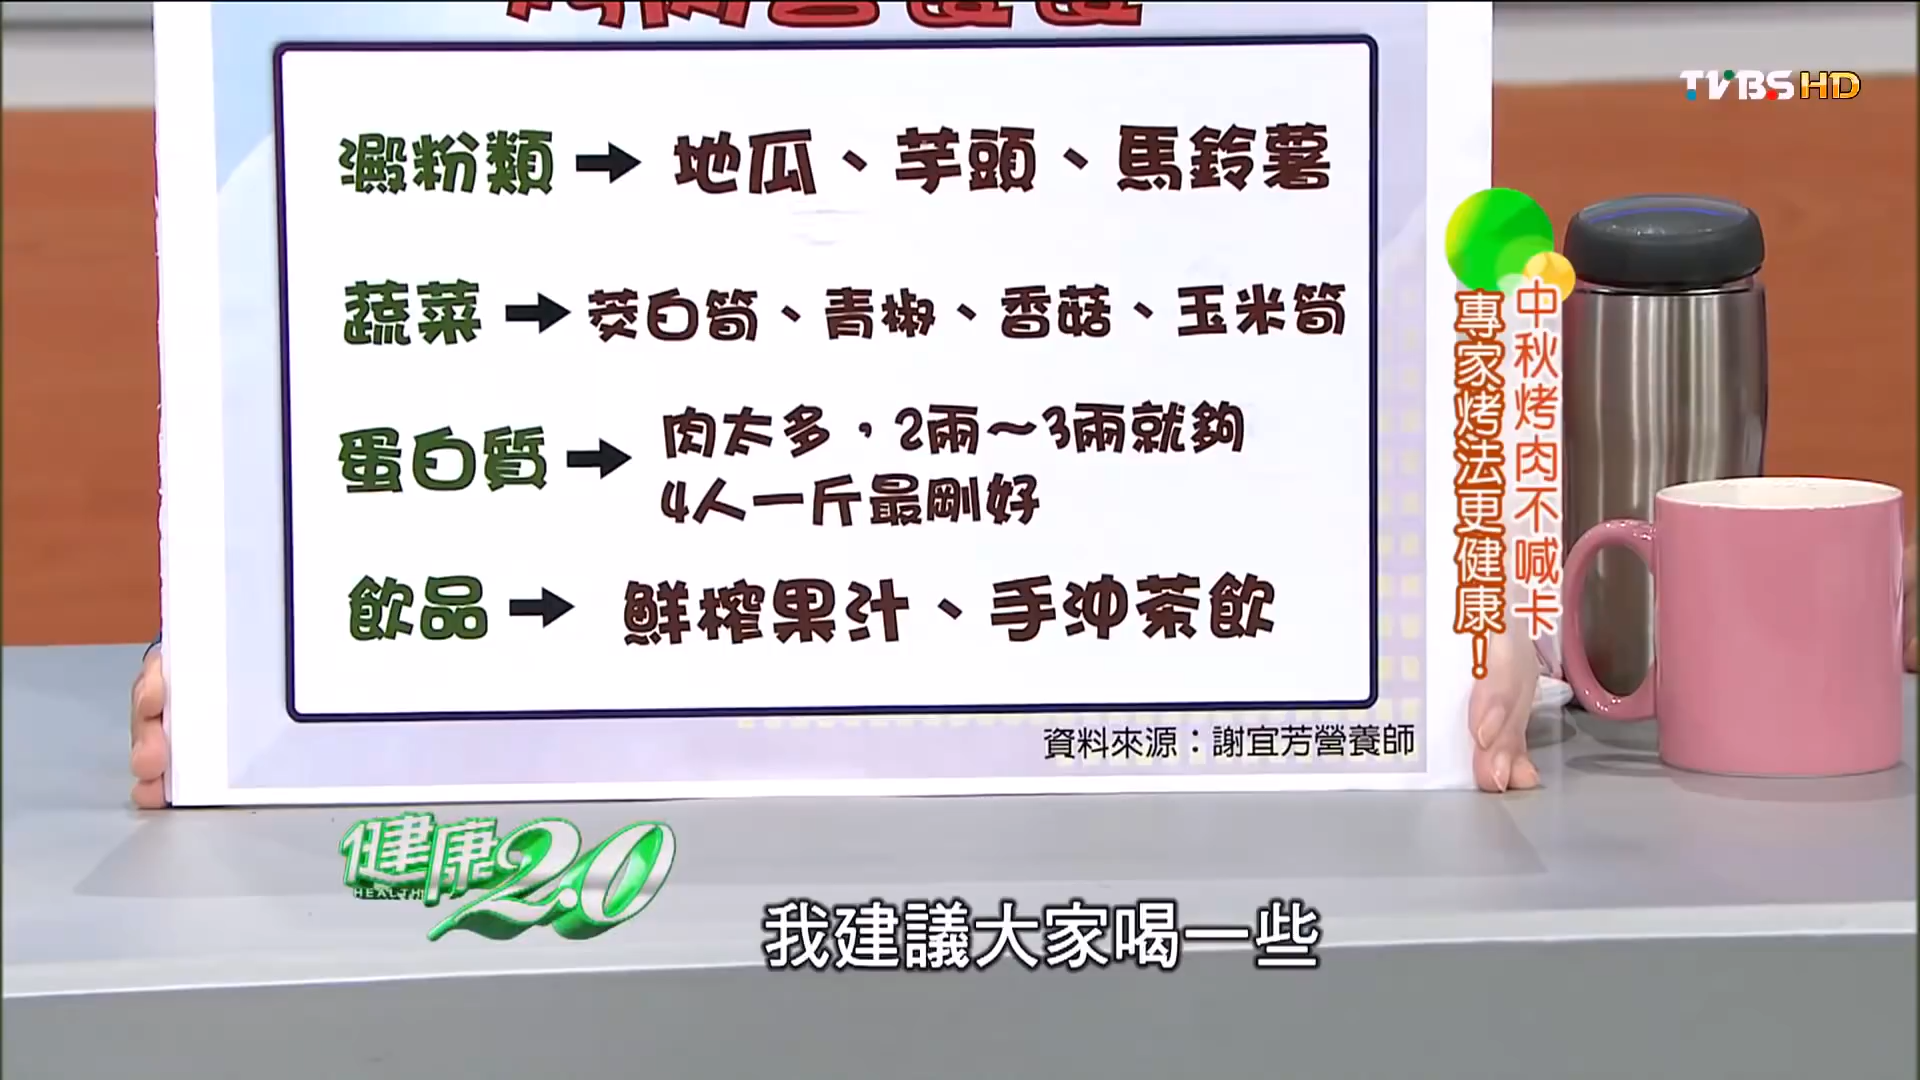 TVBS HD
澱粉類→地瓜、芋頭、馬鈴薯
蔬菜→茭白筍、青椒、香菇、玉米筍
蛋白質→肉太多，2兩～3兩就夠
4人一斤最剛好
飲品→鮮榨果汁、手沖茶飲
資料來源：謝宜芳營養師
中秋烤肉不喊卡
專家烤法更健康！
健康2.0
HEALTH
我建議大家喝一些